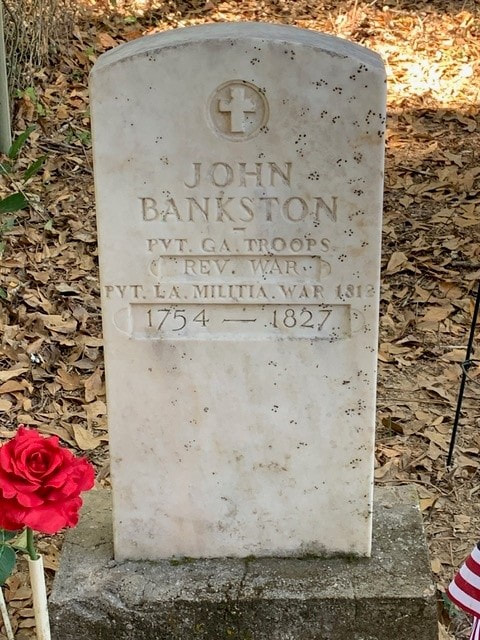 JOHN
BANKSTON
PVT. GA. TROOPS
REV. WAR
PVT. LA. MILITIA. WAR 1812
1754 — 1827